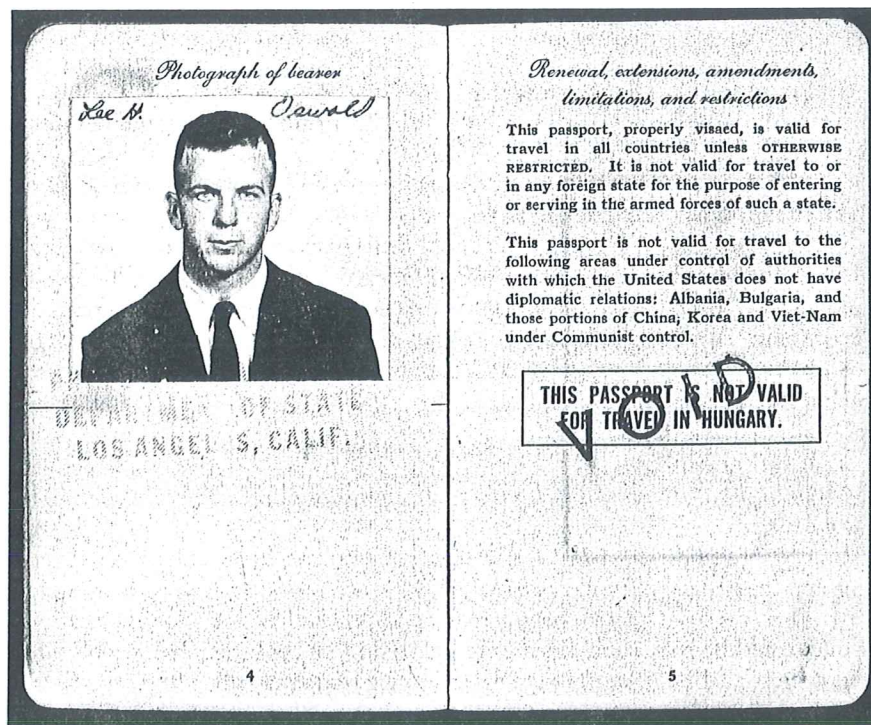 Photograph of bearer
Lee H. Oswald
DEPARTMENT OF STATE
LOS ANGEL S, CALIF.
4
Renewal, extensions, amendments,
limitations, and restrictions
This passport, properly visaed, is valid for
travel in all countries unless OTHERWISE
RESTRICTED. It is not valid for travel to or
in any foreign state for the purpose of entering
or serving in the armed forces of such a state.
This passport is not valid for travel to the
following areas under control of authorities
with which the United States does not have
diplomatic relations: Albania, Bulgaria, and
those portions of China, Korea and Viet-Nam
under Communist control.
THIS PASSPORT IS NOT VALID
FOR TRAVEL IN HUNGARY.
VOID
5